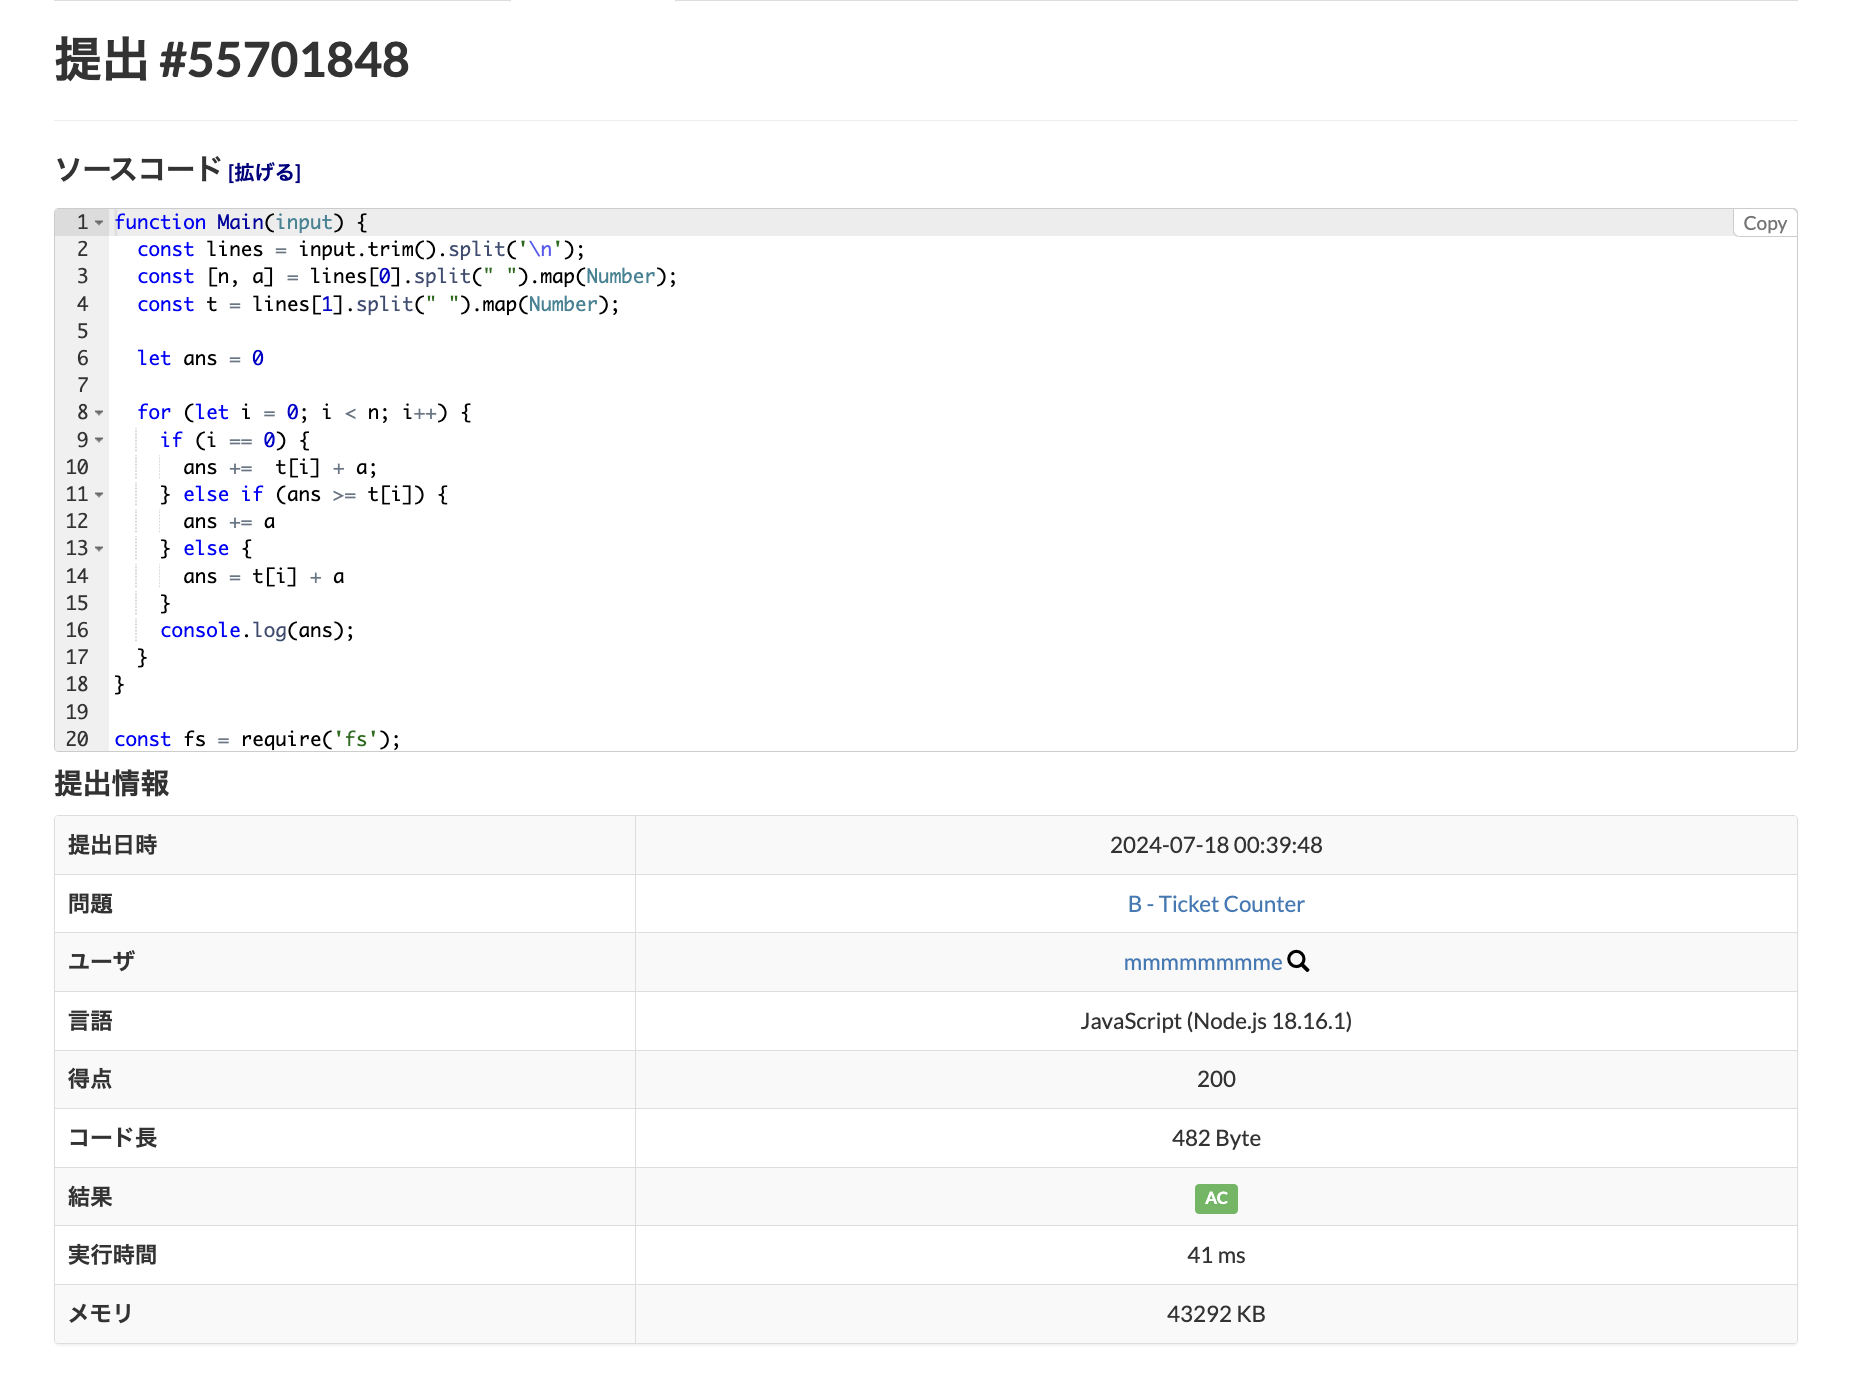 提出 #55701848
ソースコード [拡げる]
Copy
1 function Main(input) {
2   const lines = input.trim().split('\n');
3   const [n, a] = lines[0].split(" ").map(Number);
4   const t = lines[1].split(" ").map(Number);
5
6   let ans = 0
7
8   for (let i = 0; i < n; i++) {
9     if (i == 0) {
10       ans +=  t[i] + a;
11     } else if (ans >= t[i]) {
12       ans += a
13     } else {
14       ans = t[i] + a
15     }
16     console.log(ans);
17   }
18 }
19
20 const fs = require('fs');
提出情報
提出日時 2024-07-18 00:39:48
問題 B - Ticket Counter
ユーザ mmmmmmmme
言語 JavaScript (Node.js 18.16.1)
得点 200
コード長 482 Byte
結果 AC
実行時間 41 ms
メモリ 43292 KB